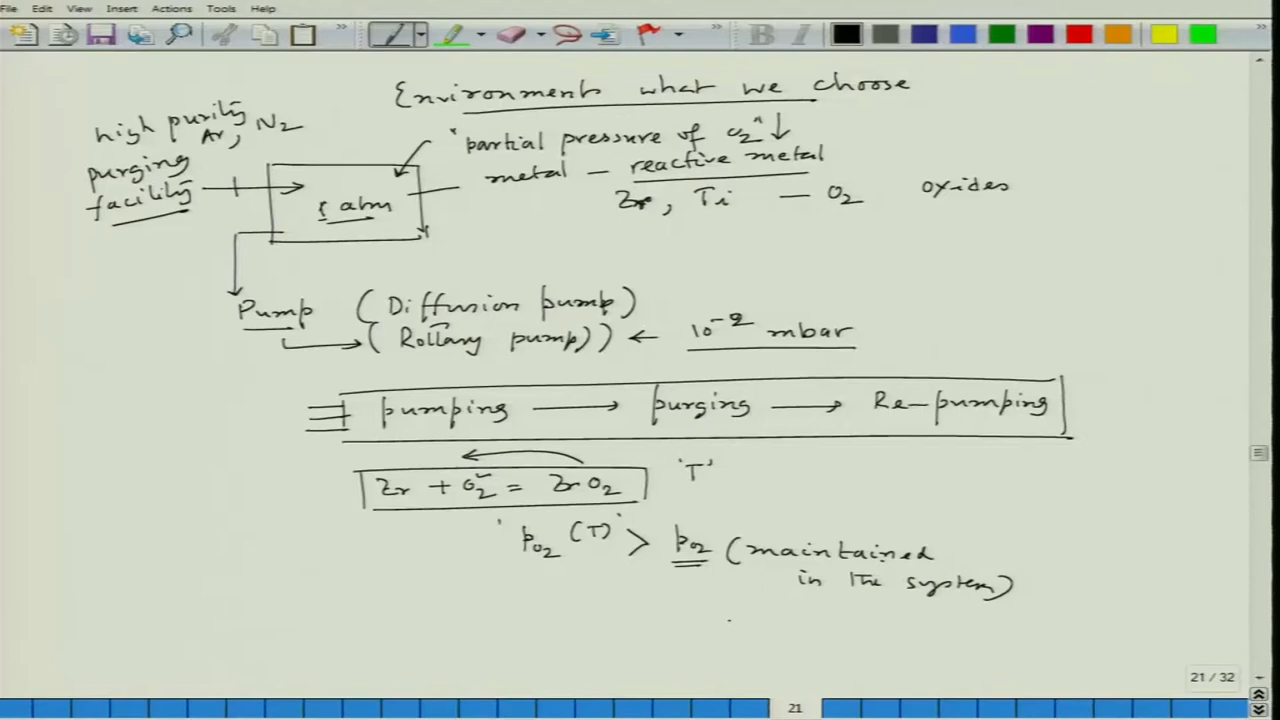 File Edit View Insert Actions Tools Help
Environments what we choose
high purity
Ar, N2
purging
facility
1 atm
"partial pressure of O2" ↓
metal — reactive metal
Zr, Ti — O2 oxides
Pump (Diffusion pump)
(Rottary pump)) ← 10^-2 mbar
pumping → purging → Re-pumping
Zr + O2 = ZrO2 'T'
'pO2 (T)' > pO2 (maintained
in the system)
21 / 32
21